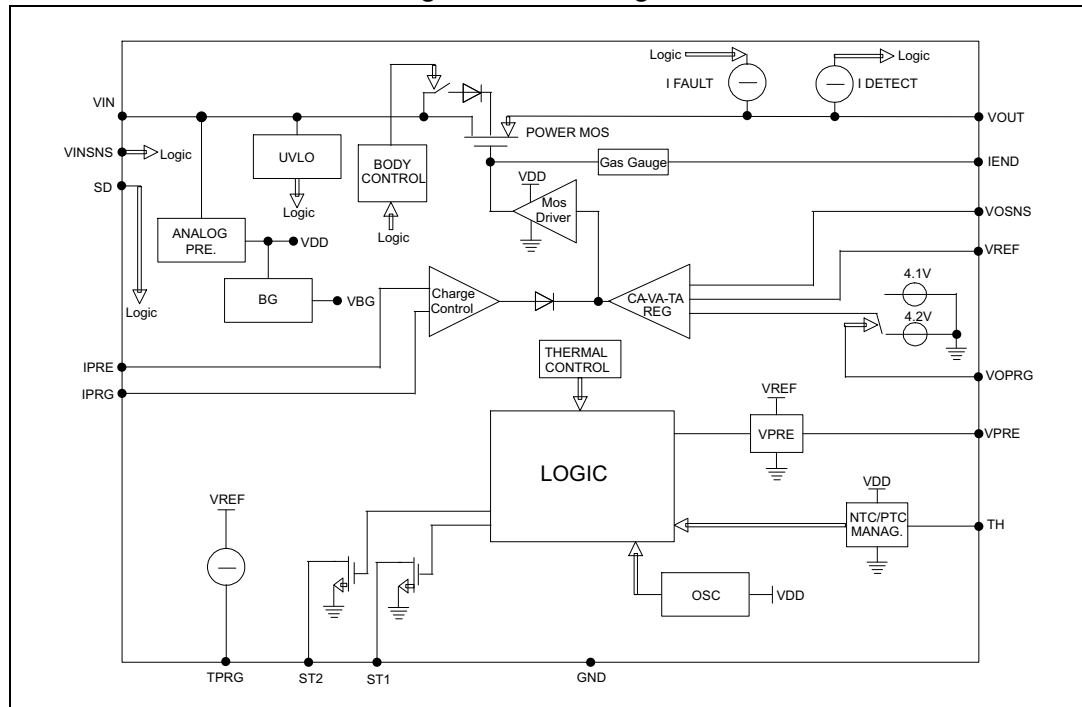 Logic
Logic
I FAULT
I DETECT
VIN
VOUT
POWER MOS
VINSNS
Logic
UVLO
BODY
CONTROL
Gas Gauge
IEND
SD
VDD
Mos
Driver
Logic
VOSNS
ANALOG
PRE.
VDD
Logic
VREF
BG
VBG
Charge
Control
CA-VA-TA
REG
4.1V
4.2V
Logic
THERMAL
CONTROL
IPRE
VOPRG
IPRG
VREF
LOGIC
VPRE
VPRE
VREF
VDD
NTC/PTC
MANAG.
TH
OSC
VDD
TPRG
ST2
ST1
GND